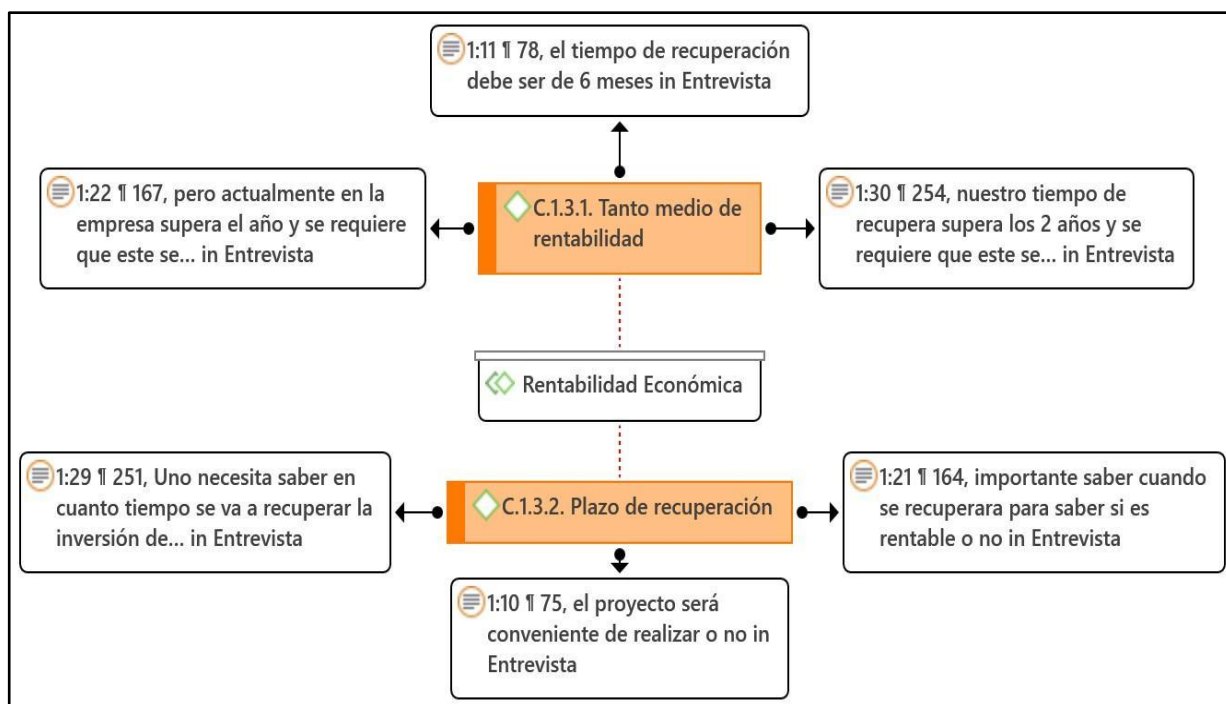 1:11 ¶ 78, el tiempo de recuperación
debe ser de 6 meses in Entrevista
1:22 ¶ 167, pero actualmente en la
empresa supera el año y se requiere
que este se... in Entrevista
C.1.3.1. Tanto medio de
rentabilidad
1:30 ¶ 254, nuestro tiempo de
recupera supera los 2 años y se
requiere que este se... in Entrevista
Rentabilidad Económica
1:29 ¶ 251, Uno necesita saber en
cuanto tiempo se va a recuperar la
inversión de... in Entrevista
C.1.3.2. Plazo de recuperación
1:21 ¶ 164, importante saber cuando
se recuperara para saber si es
rentable o no in Entrevista
1:10 ¶ 75, el proyecto será
conveniente de realizar o no in
Entrevista